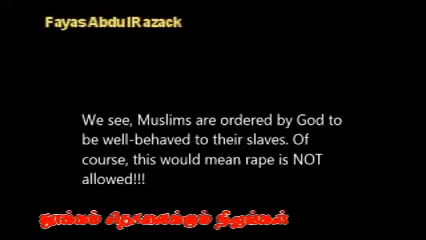 FayasAbdulRazack
We see, Muslims are ordered by God to
be well-behaved to their slaves. Of
course, this would mean rape is NOT
allowed!!!